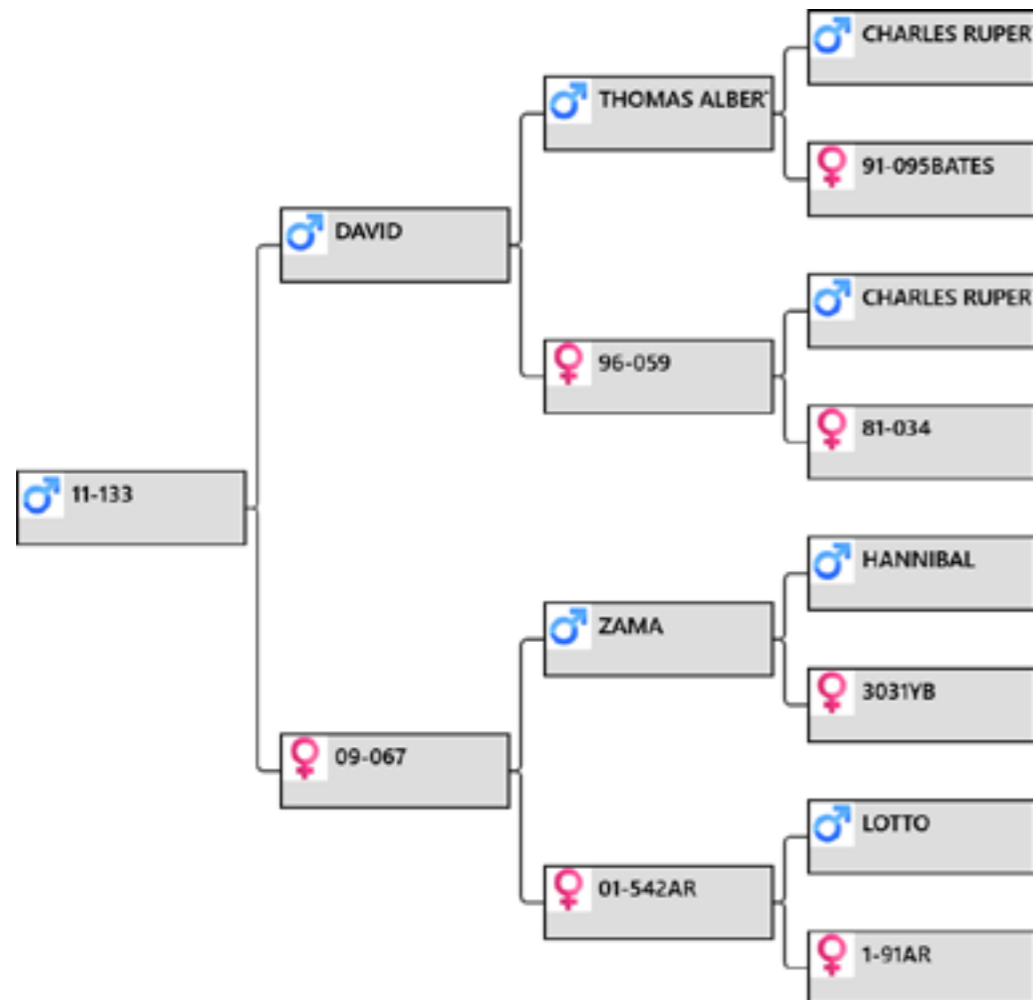 CHARLES RUPER
THOMAS ALBERT
91-095BATES
DAVID
CHARLES RUPER
96-059
81-034
11-133
HANNIBAL
ZAMA
3031YB
09-067
LOTTO
01-542AR
1-91AR